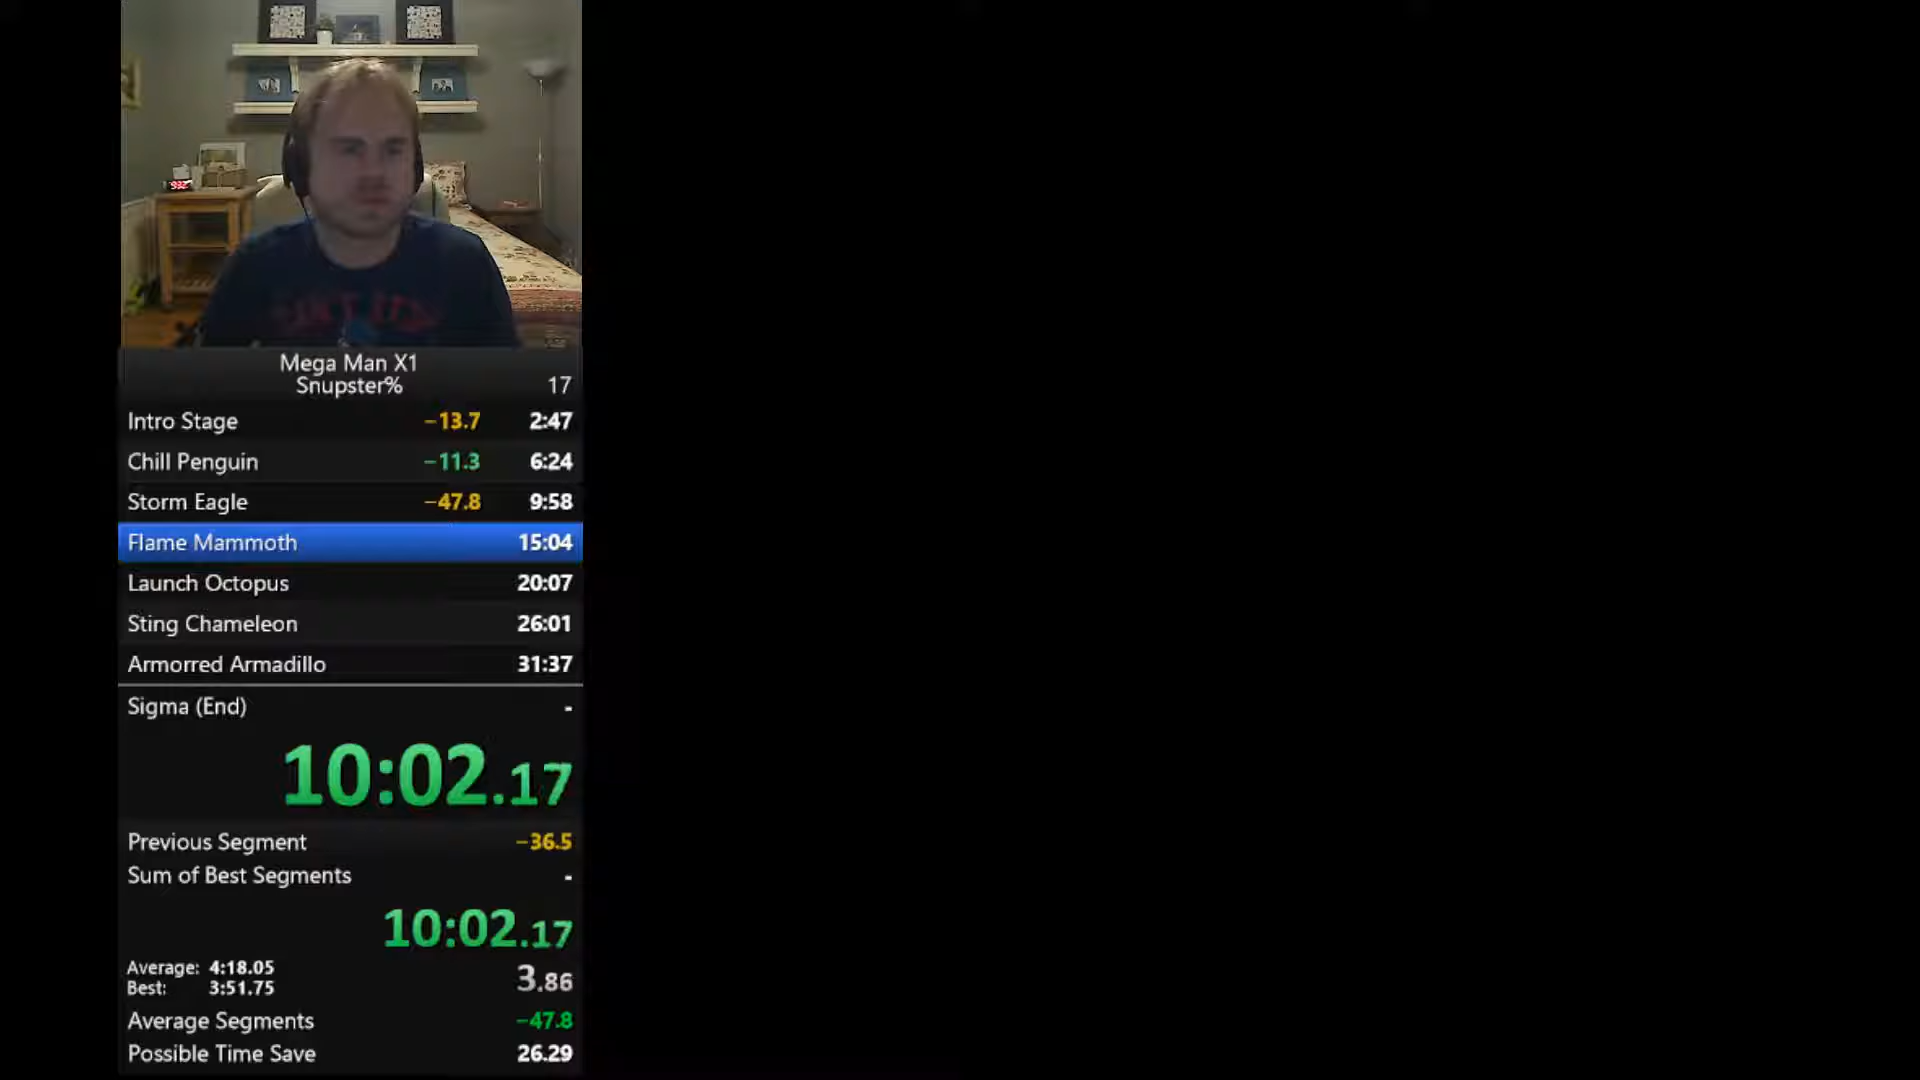 Mega Man X1
Snupster% 17
Intro Stage −13.7 2:47
Chill Penguin −11.3 6:24
Storm Eagle −47.8 9:58
Flame Mammoth 15:04
Launch Octopus 20:07
Sting Chameleon 26:01
Armorred Armadillo 31:37
Sigma (End) -
10:02.17
Previous Segment −36.5
Sum of Best Segments -
10:02.17
Average: 4:18.05
Best: 3:51.75
3.86
Average Segments −47.8
Possible Time Save 26.29